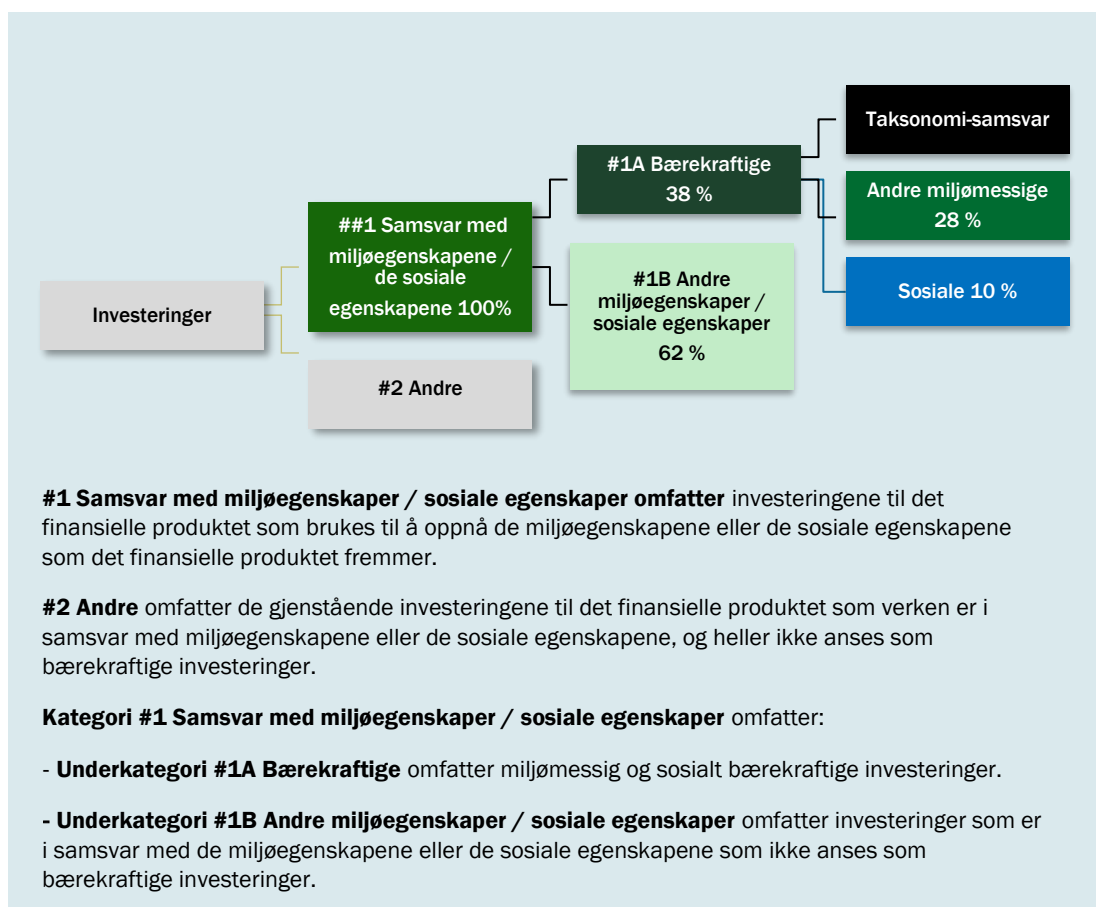 Investeringer
##1 Samsvar med
miljøegenskapene /
de sosiale
egenskapene 100%
#2 Andre
#1A Bærekraftige
38 %
#1B Andre
miljøegenskaper /
sosiale egenskaper
62 %
Taksonomi-samsvar
Andre miljømessige
28 %
Sosiale 10 %
#1 Samsvar med miljøegenskaper / sosiale egenskaper omfatter investeringene til det
finansielle produktet som brukes til å oppnå de miljøegenskapene eller de sosiale egenskapene
som det finansielle produktet fremmer.
#2 Andre omfatter de gjenstående investeringene til det finansielle produktet som verken er i
samsvar med miljøegenskapene eller de sosiale egenskapene, og heller ikke anses som
bærekraftige investeringer.
Kategori #1 Samsvar med miljøegenskaper / sosiale egenskaper omfatter:
- Underkategori #1A Bærekraftige omfatter miljømessig og sosialt bærekraftige investeringer.
- Underkategori #1B Andre miljøegenskaper / sosiale egenskaper omfatter investeringer som er
i samsvar med de miljøegenskapene eller de sosiale egenskapene som ikke anses som
bærekraftige investeringer.